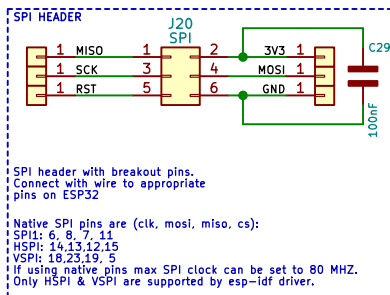 SPI HEADER
J20
SPI
C29
100nF
1 MISO 1 2 3V3 1
1 SCK 3 4 MOSI 1
1 RST 5 6 GND 1
SPI header with breakout pins.
Connect with wire to appropriate
pins on ESP32
Native SPI pins are (clk, mosi, miso, cs):
SPI1: 6, 8, 7, 11
HSPI: 14,13,12,15
VSPI: 18,23,19, 5
If using native pins max SPI clock can be set to 80 MHZ.
Only HSPI & VSPI are supported by esp-idf driver.